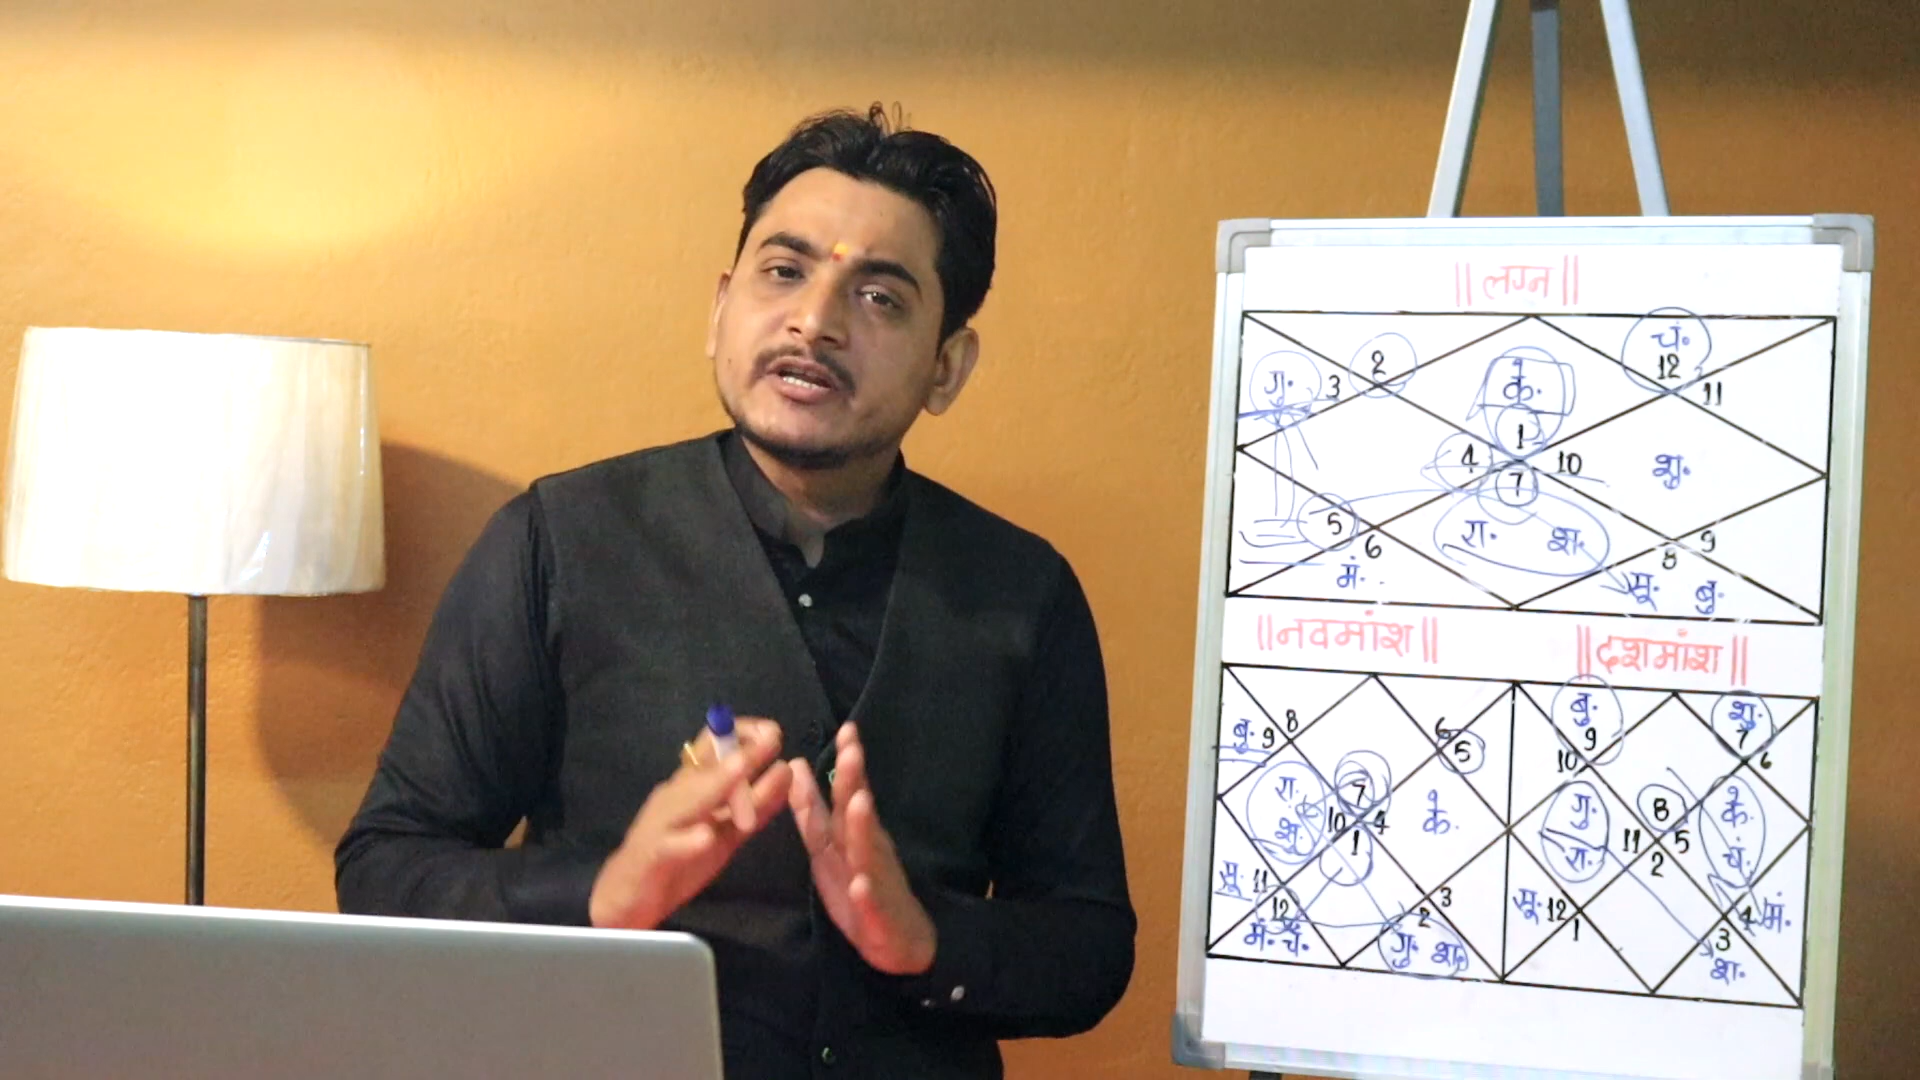 ||लग्न||
चं.
2 12
गु. 3 के. 11
1
4 10 शु.
7
5 रा. श. 9
6 8
मं. सू. बु.
||नवमांश|| ||दशमांश||
8 6 बु. शु.
बु. 9 5 9 7
10 6
रा. 7 गु. 8 के.
10 4 के. 11 5
शु. 1 रा. 2 चं.
सू. 11 3 सू. 12 4 मं.
12 2 1 3
मं. चं. गु. श. श.